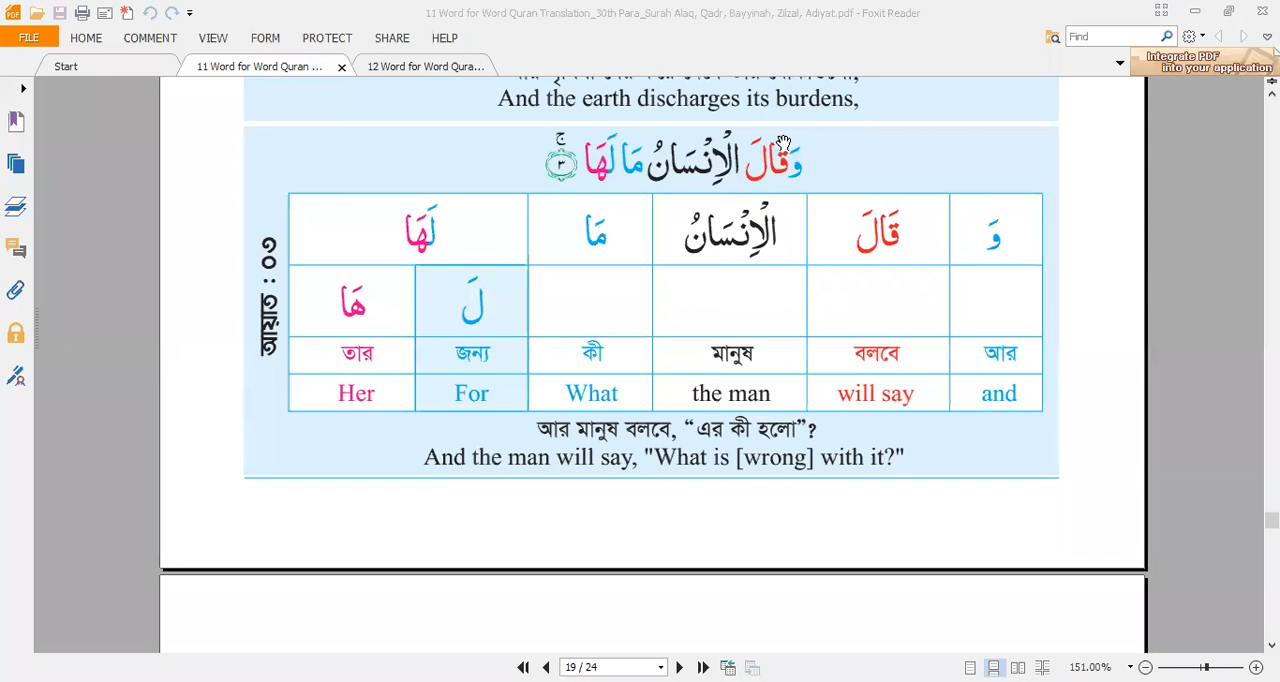 11 Word for Word Quran Translation_30th Para_Surah Alaq, Qadr, Bayyinah, Zilzal, Adiyat.pdf - Foxit Reader
FILE HOME COMMENT VIEW FORM PROTECT SHARE HELP
Find
Integrate PDF
into your application
Start 11 Word for Word Quran ... 12 Word for Word Qura...
And the earth discharges its burdens,
وَقَالَ الْاِنْسَانُ مَا لَهَا ۚ ٣
وَ قَالَ الْاِنْسَانُ مَا لَهَا
لَ هَا
আয়াত : ০৩
তার জন্য কী মানুষ বলবে আর
Her For What the man will say and
আর মানুষ বলবে, “এর কী হলো”?
And the man will say, "What is [wrong] with it?"
19 / 24
151.00%